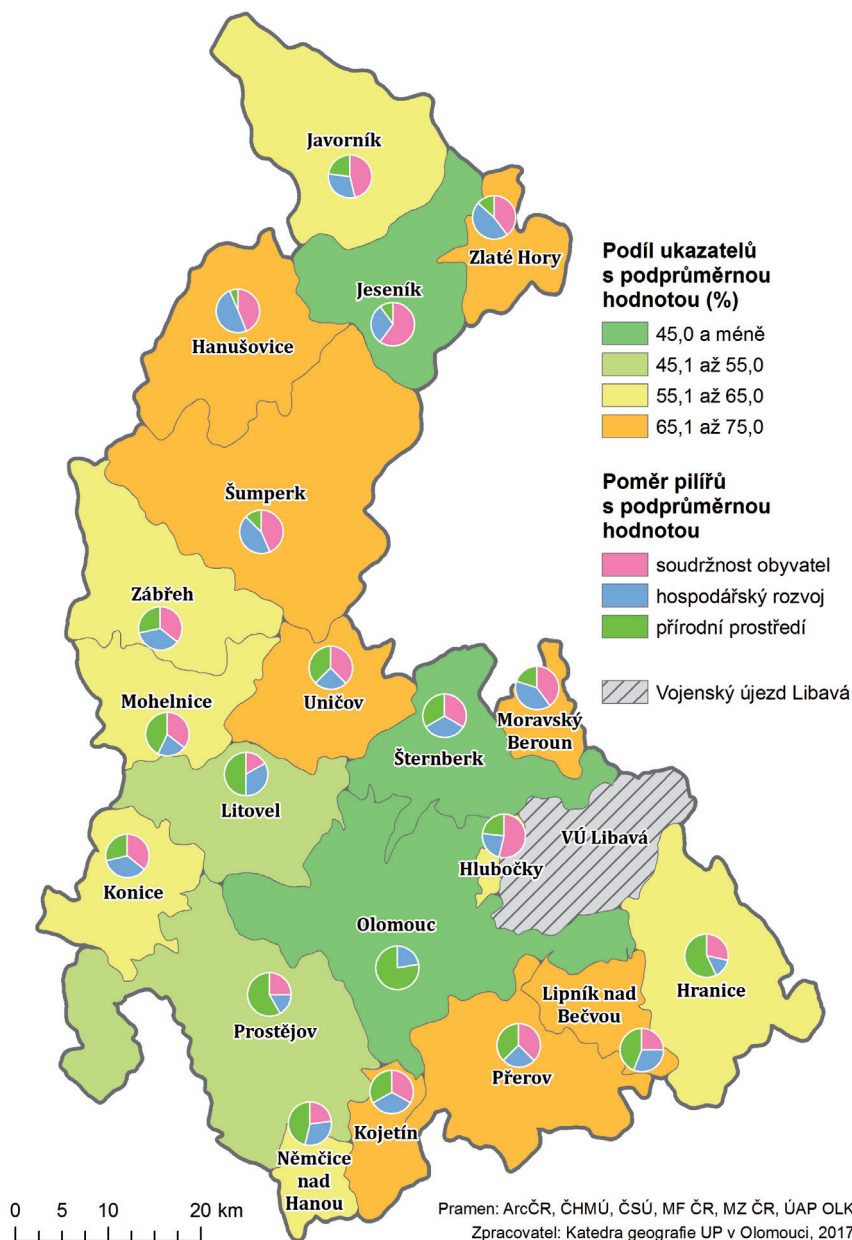 Javorník
Zlaté Hory
Jeseník
Hanušovice
Šumperk
Zábřeh
Mohelnice
Uničov
Moravský
Beroun
Šternberk
Litovel
VÚ Libavá
Hlubočky
Konice
Olomouc
Hranice
Lipník nad
Bečvou
Prostějov
Přerov
Kojetín
Němčice
nad
Hanou
Podíl ukazatelů
s podprůměrnou
hodnotou (%)
45,0 a méně
45,1 až 55,0
55,1 až 65,0
65,1 až 75,0
Poměr pilířů
s podprůměrnou
hodnotou
soudržnost obyvatel
hospodářský rozvoj
přírodní prostředí
Vojenský újezd Libavá
0 5 10 20 km
Pramen: ArcČR, ČHMÚ, ČSÚ, MF ČR, MZ ČR, ÚAP OLK
Zpracovatel: Katedra geografie UP v Olomouci, 2017